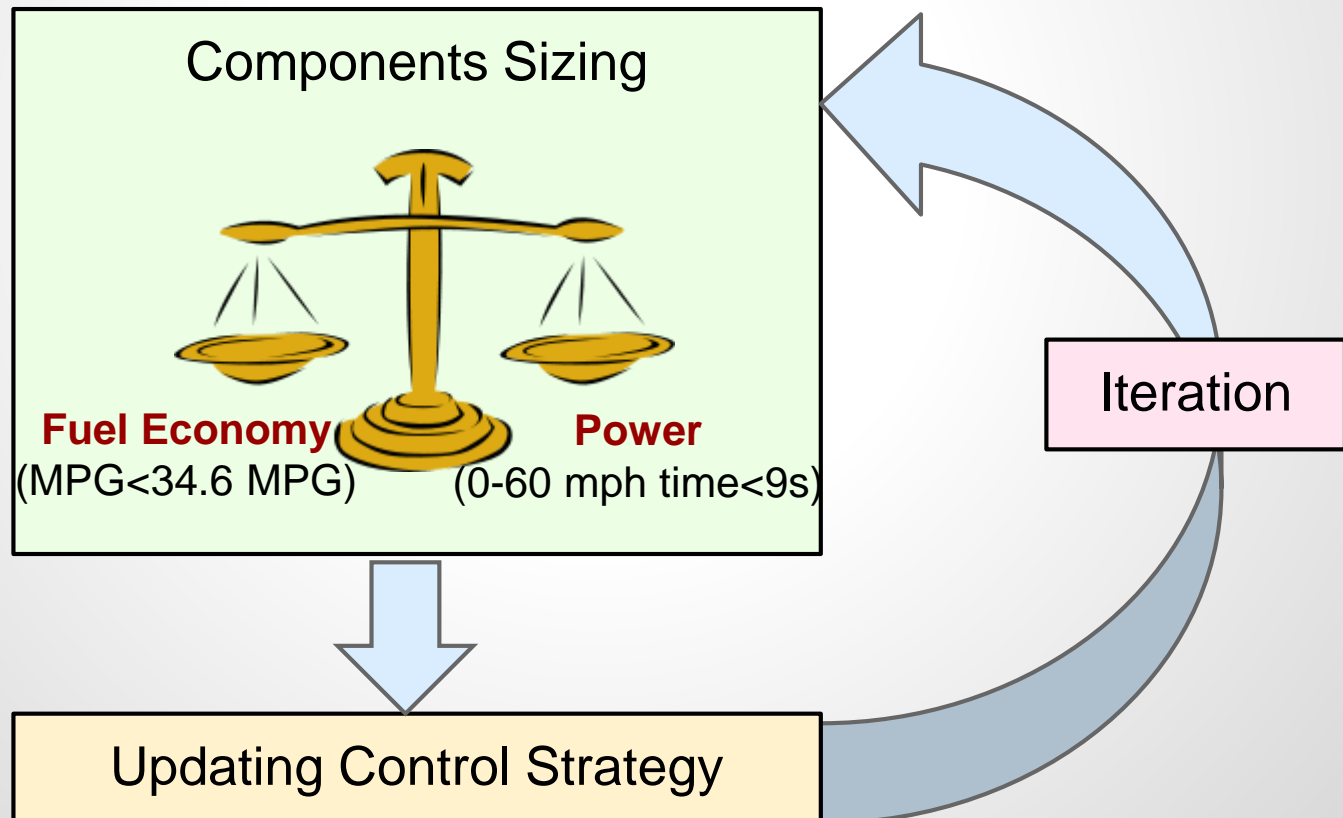 Components Sizing
Fuel Economy
(MPG<34.6 MPG)
Power
(0-60 mph time<9s)
Iteration
Updating Control Strategy